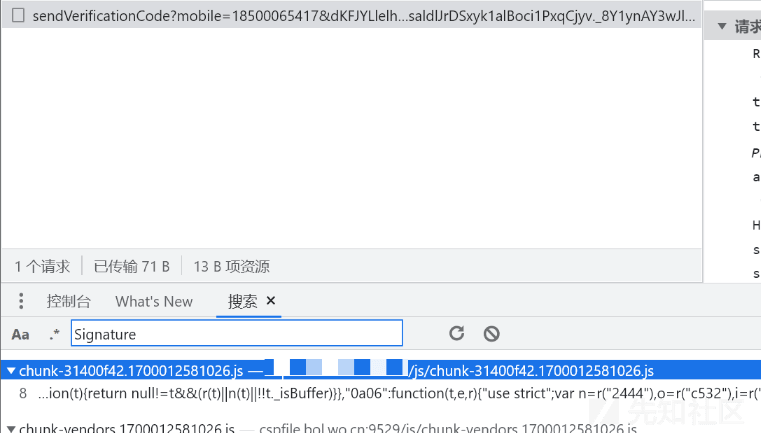 sendVerificationCode?mobile=18500065417&dKFJYLlelh...saldlJrDSxyk1alBoci1PxqCjyv._8Y1ynAY3wJl...
▼ 请求
R
t
t
P
a
H
s
s
1 个请求 | 已传输 71 B | 13 B 项资源
控制台 What's New 搜索 ×
Aa .* Signature
▼chunk-31400f42.1700012581026.js — /js/chunk-31400f42.1700012581026.js
8 ...ion(t){return null!=t&&(r(t)||n(t)||!!t._isBuffer)}},"0a06":function(t,e,r){"use strict";var n=r("2444"),o=r("c532"),i=r("
▼chunk-vendors.1700012581026.js — cspfile.bol.wo.cn:9529/js/chunk-vendors.1700012581026.js
先知社区